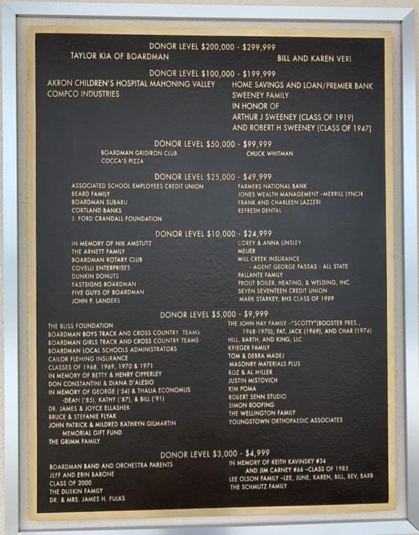 DONOR LEVEL $200,000 - $299,999
TAYLOR KIA OF BOARDMAN
BILL AND KAREN VERI
DONOR LEVEL $100,000 - $199,999
AKRON CHILDREN'S HOSPITAL MAHONING VALLEY
COMPCO INDUSTRIES
HOME SAVINGS AND LOAN/PREMIER BANK
SWEENEY FAMILY
IN HONOR OF
ARTHUR J SWEENEY (CLASS OF 1919)
AND ROBERT H SWEENEY (CLASS OF 1947)
DONOR LEVEL $50,000 - $99,999
BOARDMAN GRIDIRON CLUB
COCCA'S PIZZA
CHUCK WHITMAN
DONOR LEVEL $25,000 - $49,999
ASSOCIATED SCHOOL EMPLOYEES CREDIT UNION
BEARD FAMILY
BOARDMAN SUBARU
CORTLAND BANKS
J. FORD CRANDALL FOUNDATION
FARMERS NATIONAL BANK
JONES WEALTH MANAGEMENT -MERRILL LYNCH
FRANK AND CHARLEEN LAZZERI
REFRESH DENTAL
DONOR LEVEL $10,000 - $24,999
IN MEMORY OF NIK AMSTUTZ
THE ARNETT FAMILY
BOARDMAN ROTARY CLUB
COVELLI ENTERPRISES
DUNKIN DONUTS
FASTSIGNS BOARDMAN
FIVE GUYS OF BOARDMAN
JOHN P. LANDERS
COREY & ANNA LINSLEY
MEIJER
MILL CREEK INSURANCE
- AGENT GEORGE PASSAS - ALL STATE
PALLANTE FAMILY
PROUT BOILER, HEATING, & WELDING, INC
SEVEN SEVENTEEN CREDIT UNION
MARK STARKEY, BHS CLASS OF 1999
DONOR LEVEL $5,000 - $9,999
THE BLISS FOUNDATION
BOARDMAN BOYS TRACK AND CROSS COUNTRY TEAMS
BOARDMAN GIRLS TRACK AND CROSS COUNTRY TEAMS
BOARDMAN LOCAL SCHOOLS ADMINISTRATORS
CAILOR FLEMING INSURANCE
CLASSES OF 1968, 1969, 1970 & 1971
IN MEMORY OF BETTY & HENRY CIPPERLEY
DON CONSTANTINI & DIANA D'ALESIO
IN MEMORY OF GEORGE ('54) & THALIA ECONOMUS
-DEAN ('85), KATHY ('87), & BILL ('91)
DR. JAMES & JOYCE ELLASHEK
BRUCE & STEFANIE FLYAK
JOHN PATRICK & MILDRED KATHRYN GILMARTIN
MEMORIAL GIFT FUND
THE GRIMM FAMILY
THE JOHN HAY FAMILY -"SCOTTY"(BOOSTER PRES.,
1968-1970), PAT, JACK (1969), AND CHAR (1974)
HILL, BARTH, AND KING, LLC
KRIEGER FAMILY
TOM & DEBRA MADEJ
MASONRY MATERIALS PLUS
ROZ & AL MILLER
JUSTIN MISTOVICH
KIM POMA
ROBERT SENN STUDIO
SIMON ROOFING
THE WELLINGTON FAMILY
YOUNGSTOWN ORTHOPAEDIC ASSOCIATES
DONOR LEVEL $3,000 - $4,999
BOARDMAN BAND AND ORCHESTRA PARENTS
JEFF AND ERIN BARONE
CLASS OF 2000
THE DURKIN FAMILY
DR. & MRS. JAMES H. FULKS
IN MEMORY OF KEITH KAVINSKY #34
AND JIM CARNEY #66 -CLASS OF 1985
LEE OLSON FAMILY -LEE, JUNE, KAREN, BILL, BEV, BARB
THE SCHMUTZ FAMILY